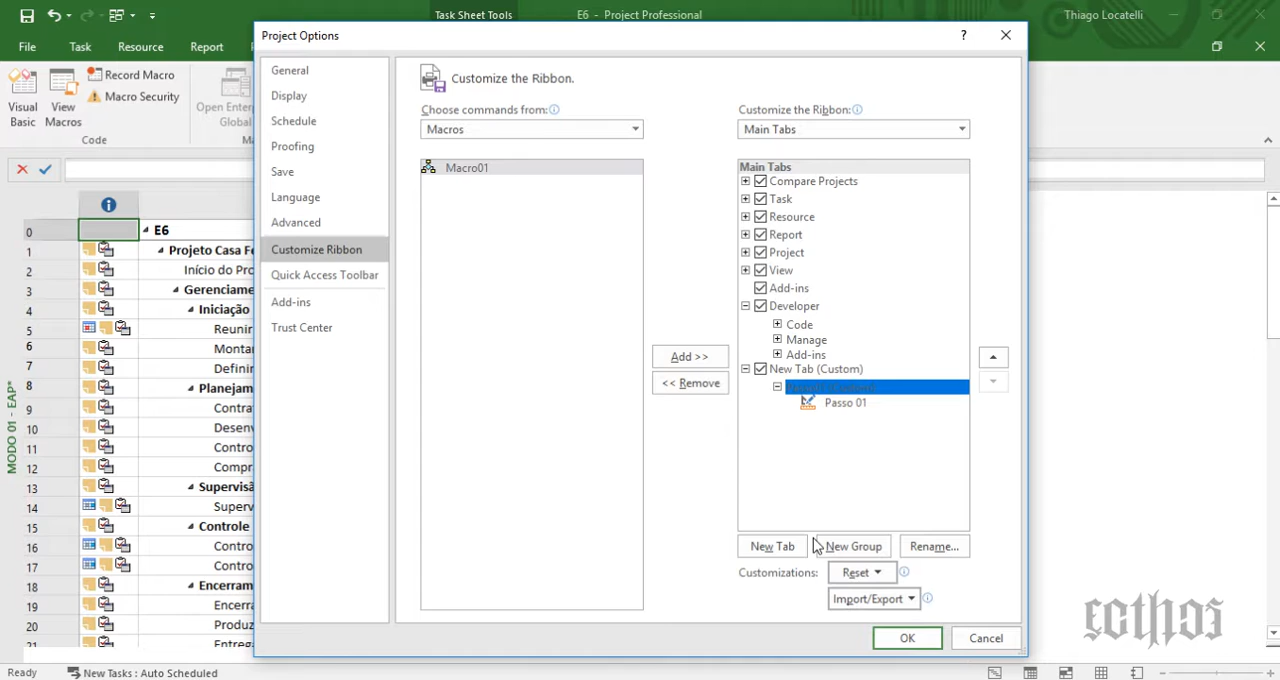 Task Sheet Tools
E6 - Project Professional
Thiago Locatelli
File
Task
Resource
Report
Project Options
?
Visual Basic
View Macros
Record Macro
Macro Security
Open Enter
Global
Code
General
Display
Schedule
Proofing
Save
Language
Advanced
Customize Ribbon
Quick Access Toolbar
Add-ins
Trust Center
Customize the Ribbon.
Choose commands from:
Macros
Macro01
Add >>
<< Remove
Customize the Ribbon:
Main Tabs
Main Tabs
Compare Projects
Task
Resource
Report
Project
View
Add-ins
Developer
Code
Manage
Add-ins
New Tab (Custom)
Passo 01
New Tab
New Group
Rename...
Customizations:
Reset
Import/Export
OK
Cancel
MODO 01 - EAP*
0 E6
1 Projeto Casa Fe
2 Início do Pro
3 Gerenciame
4 Iniciação
5 Reunir
6 Montar
7 Definir
8 Planejam
9 Contra
10 Desen
11 Contro
12 Compr
13 Supervisã
14 Superv
15 Controle
16 Contro
17 Contro
18 Encerram
19 Encerra
20 Produz
21 Entreg
Ready
New Tasks : Auto Scheduled
Ecthos